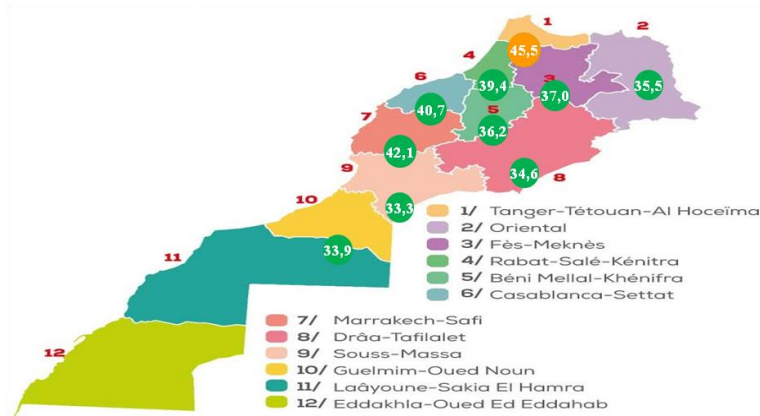 1
2
45,5
4
3
39,4
35,5
6
37,0
40,7
5
7
36,2
42,1
9
34,6
8
10
33,3
33,9
11
12
1/ Tanger-Tétouan-Al Hoceïma
2/ Oriental
3/ Fès-Meknès
4/ Rabat-Salé-Kénitra
5/ Béni Mellal-Khénifra
6/ Casablanca-Settat
7/ Marrakech-Safi
8/ Drâa-Tafilalet
9/ Souss-Massa
10/ Guelmim-Oued Noun
11/ Laâyoune-Sakia El Hamra
12/ Eddakhla-Oued Ed Eddahab